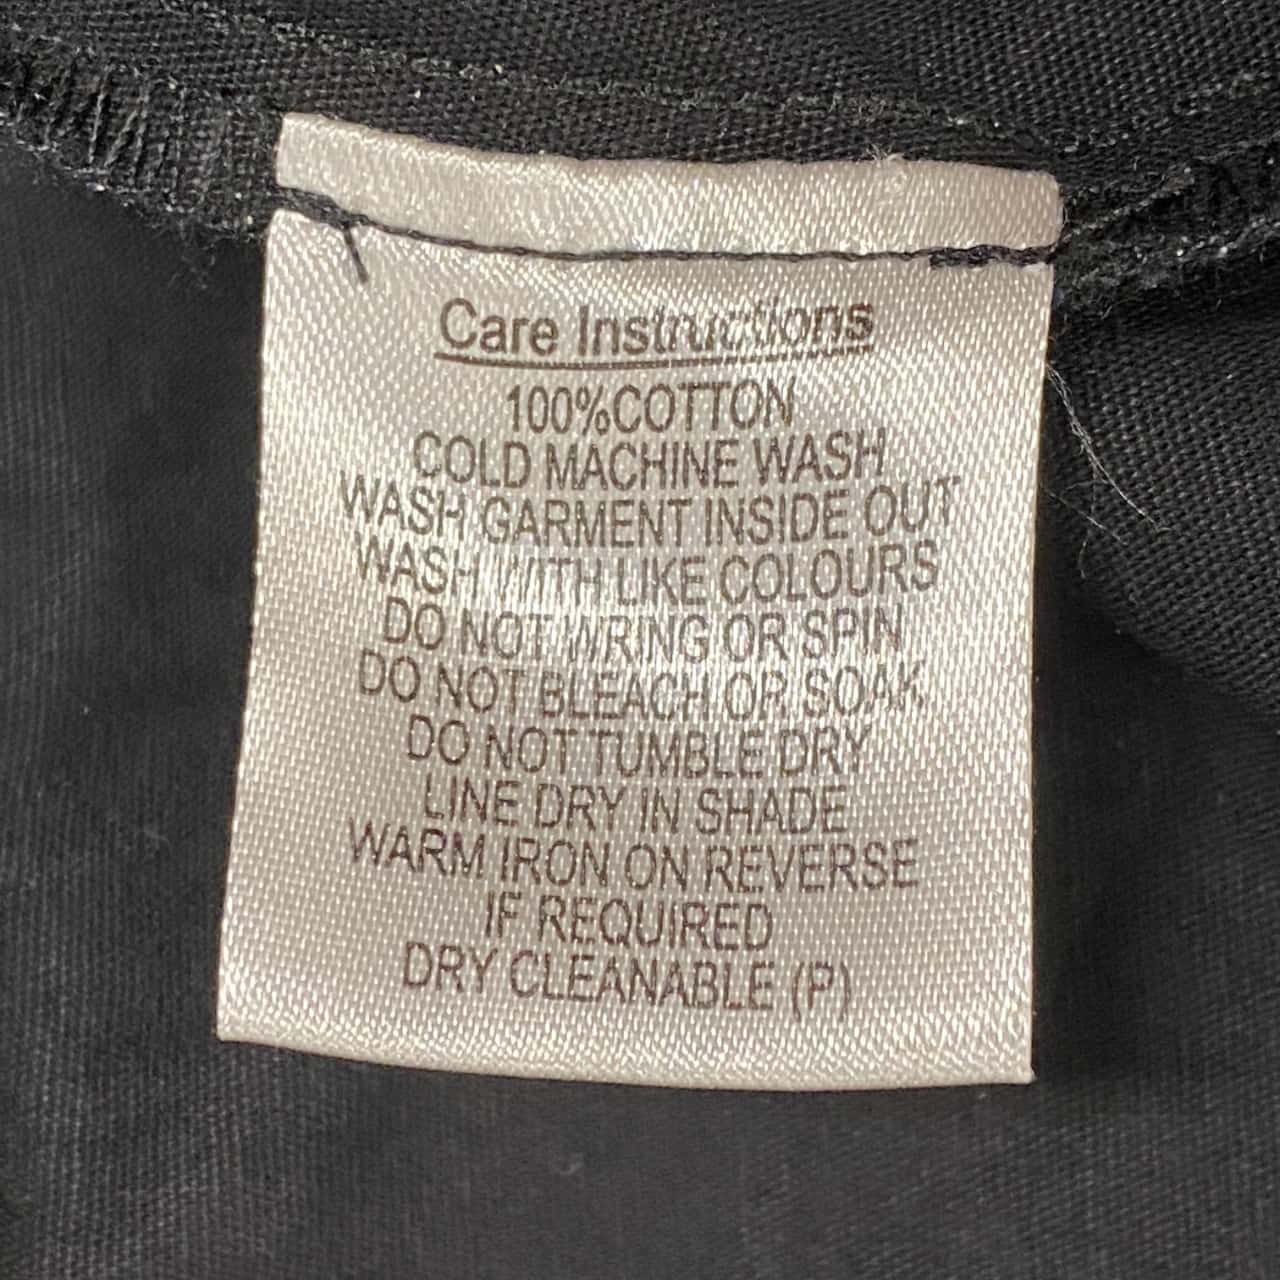 Care Instructions
100%COTTON
COLD MACHINE WASH
WASH GARMENT INSIDE OUT
WASH WITH LIKE COLOURS
DO NOT WRING OR SPIN
DO NOT BLEACH OR SOAK
DO NOT TUMBLE DRY
LINE DRY IN SHADE
WARM IRON ON REVERSE
IF REQUIRED
DRY CLEANABLE (P)